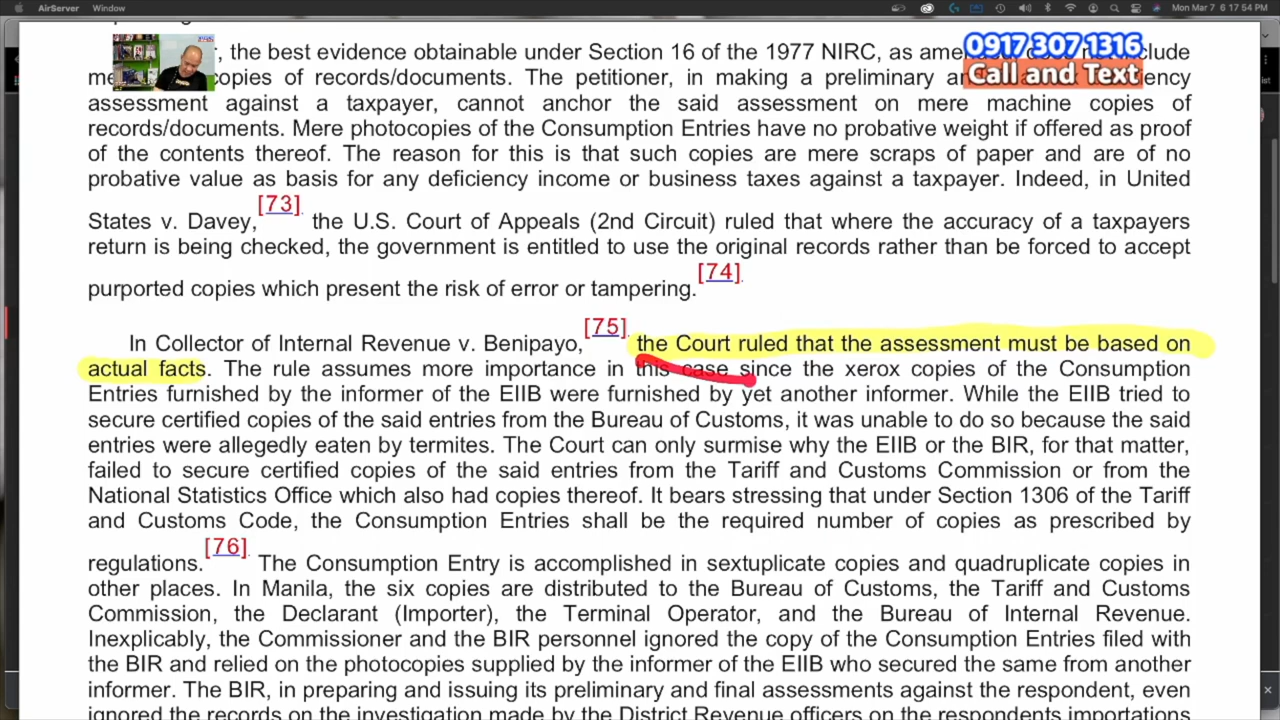 AirServer Window Help
Mon Mar 7 6 17 54 PM
0917 307 1316
Call and Text
, the best evidence obtainable under Section 16 of the 1977 NIRC, as
copies of records/documents. The petitioner, in making a preliminary
assessment against a taxpayer, cannot anchor the said assessment on mere machine copies of
records/documents. Mere photocopies of the Consumption Entries have no probative weight if offered as proof
of the contents thereof. The reason for this is that such copies are mere scraps of paper and are of no
probative value as basis for any deficiency income or business taxes against a taxpayer. Indeed, in United
States v. Davey,[73] the U.S. Court of Appeals (2nd Circuit) ruled that where the accuracy of a taxpayers
return is being checked, the government is entitled to use the original records rather than be forced to accept
purported copies which present the risk of error or tampering.[74]
In Collector of Internal Revenue v. Benipayo,[75] the Court ruled that the assessment must be based on
actual facts. The rule assumes more importance in this case since the xerox copies of the Consumption
Entries furnished by the informer of the EIIB were furnished by yet another informer. While the EIIB tried to
secure certified copies of the said entries from the Bureau of Customs, it was unable to do so because the said
entries were allegedly eaten by termites. The Court can only surmise why the EIIB or the BIR, for that matter,
failed to secure certified copies of the said entries from the Tariff and Customs Commission or from the
National Statistics Office which also had copies thereof. It bears stressing that under Section 1306 of the Tariff
and Customs Code, the Consumption Entries shall be the required number of copies as prescribed by
regulations.[76] The Consumption Entry is accomplished in sextuplicate copies and quadruplicate copies in
other places. In Manila, the six copies are distributed to the Bureau of Customs, the Tariff and Customs
Commission, the Declarant (Importer), the Terminal Operator, and the Bureau of Internal Revenue.
Inexplicably, the Commissioner and the BIR personnel ignored the copy of the Consumption Entries filed with
the BIR and relied on the photocopies supplied by the informer of the EIIB who secured the same from another
informer. The BIR, in preparing and issuing its preliminary and final assessments against the respondent, even
ignored the records on the investigation made by the District Revenue officers on the respondents importations